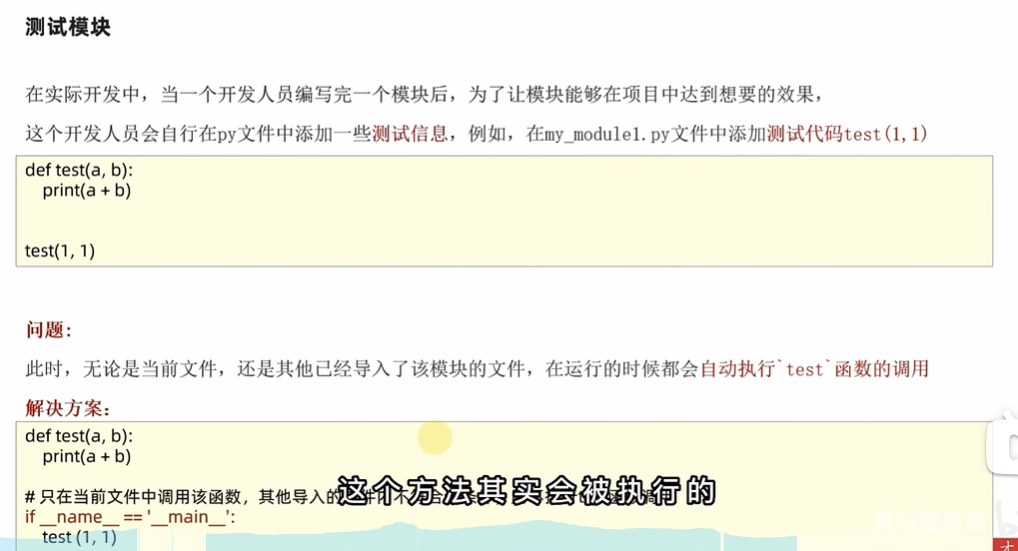 测试模块
在实际开发中，当一个开发人员编写完一个模块后，为了让模块能够在项目中达到想要的效果，
这个开发人员会自行在py文件中添加一些测试信息，例如，在my_module1.py文件中添加测试代码test(1,1)
def test(a, b):
    print(a + b)
test(1, 1)
问题：
此时，无论是当前文件，还是其他已经导入了该模块的文件，在运行的时候都会自动执行`test`函数的调用
解决方案：
def test(a, b):
    print(a + b)
# 只在当前文件中调用该函数，其他导入的
这个方法其实会被执行的
if __name__ == '__main__':
    test (1, 1)